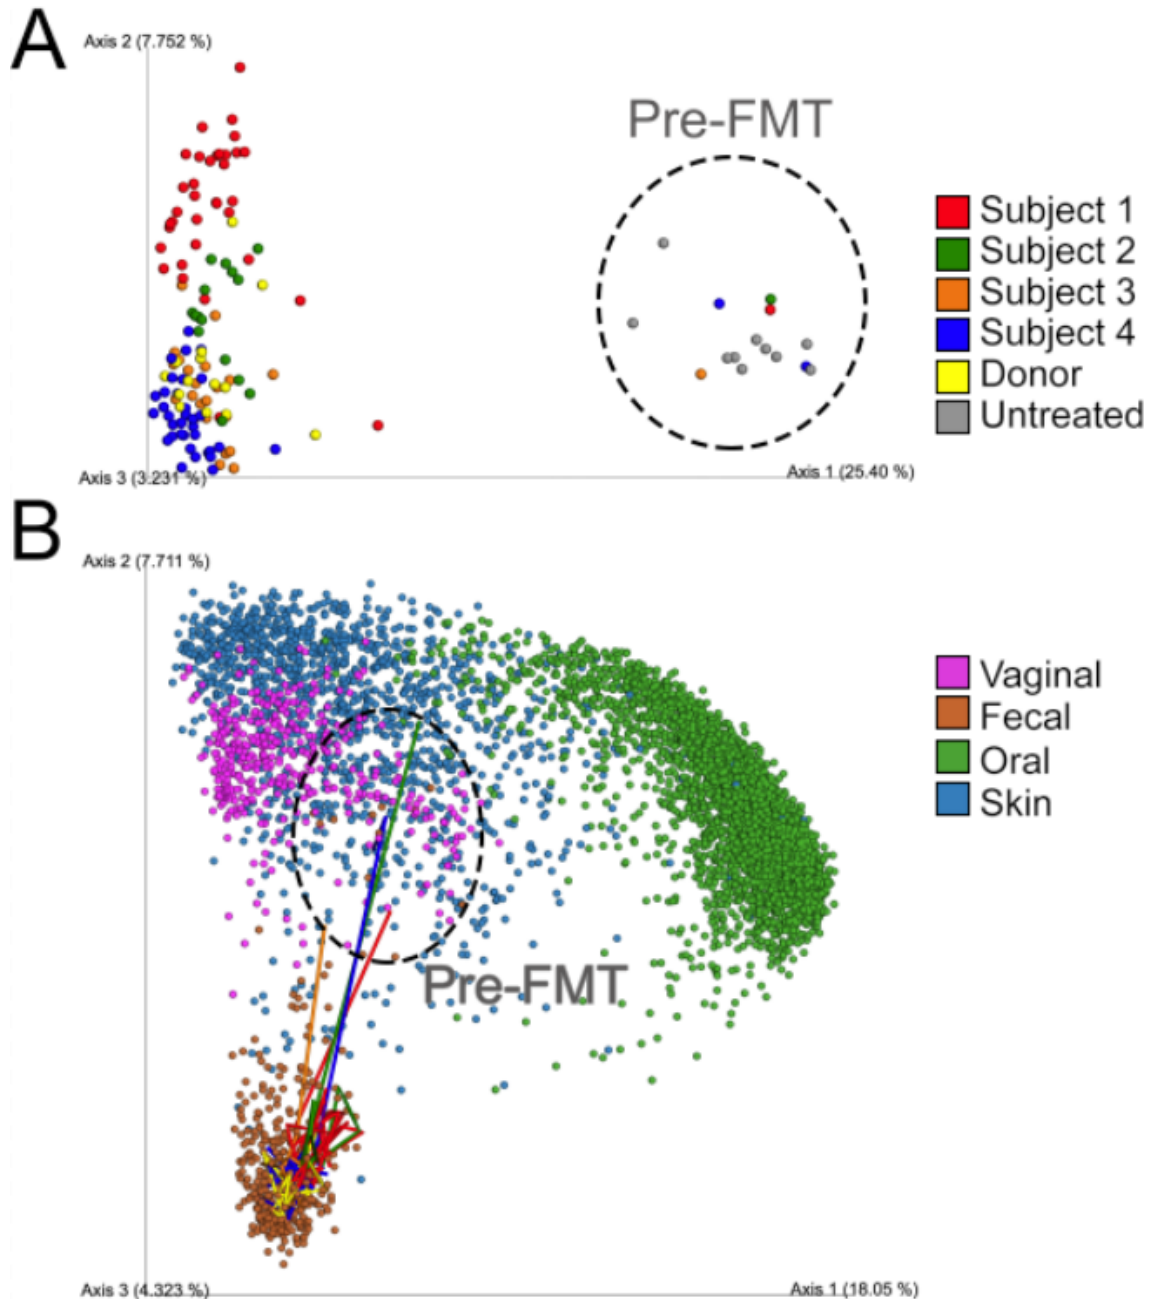 A
Axis 2 (7.752 %)
Pre-FMT
Subject 1
Subject 2
Subject 3
Subject 4
Donor
Untreated
Axis 3 (3.231 %)
Axis 1 (25.40 %)
B
Axis 2 (7.711 %)
Vaginal
Fecal
Oral
Skin
Pre-FMT
Axis 3 (4.323 %)
Axis 1 (18.05 %)